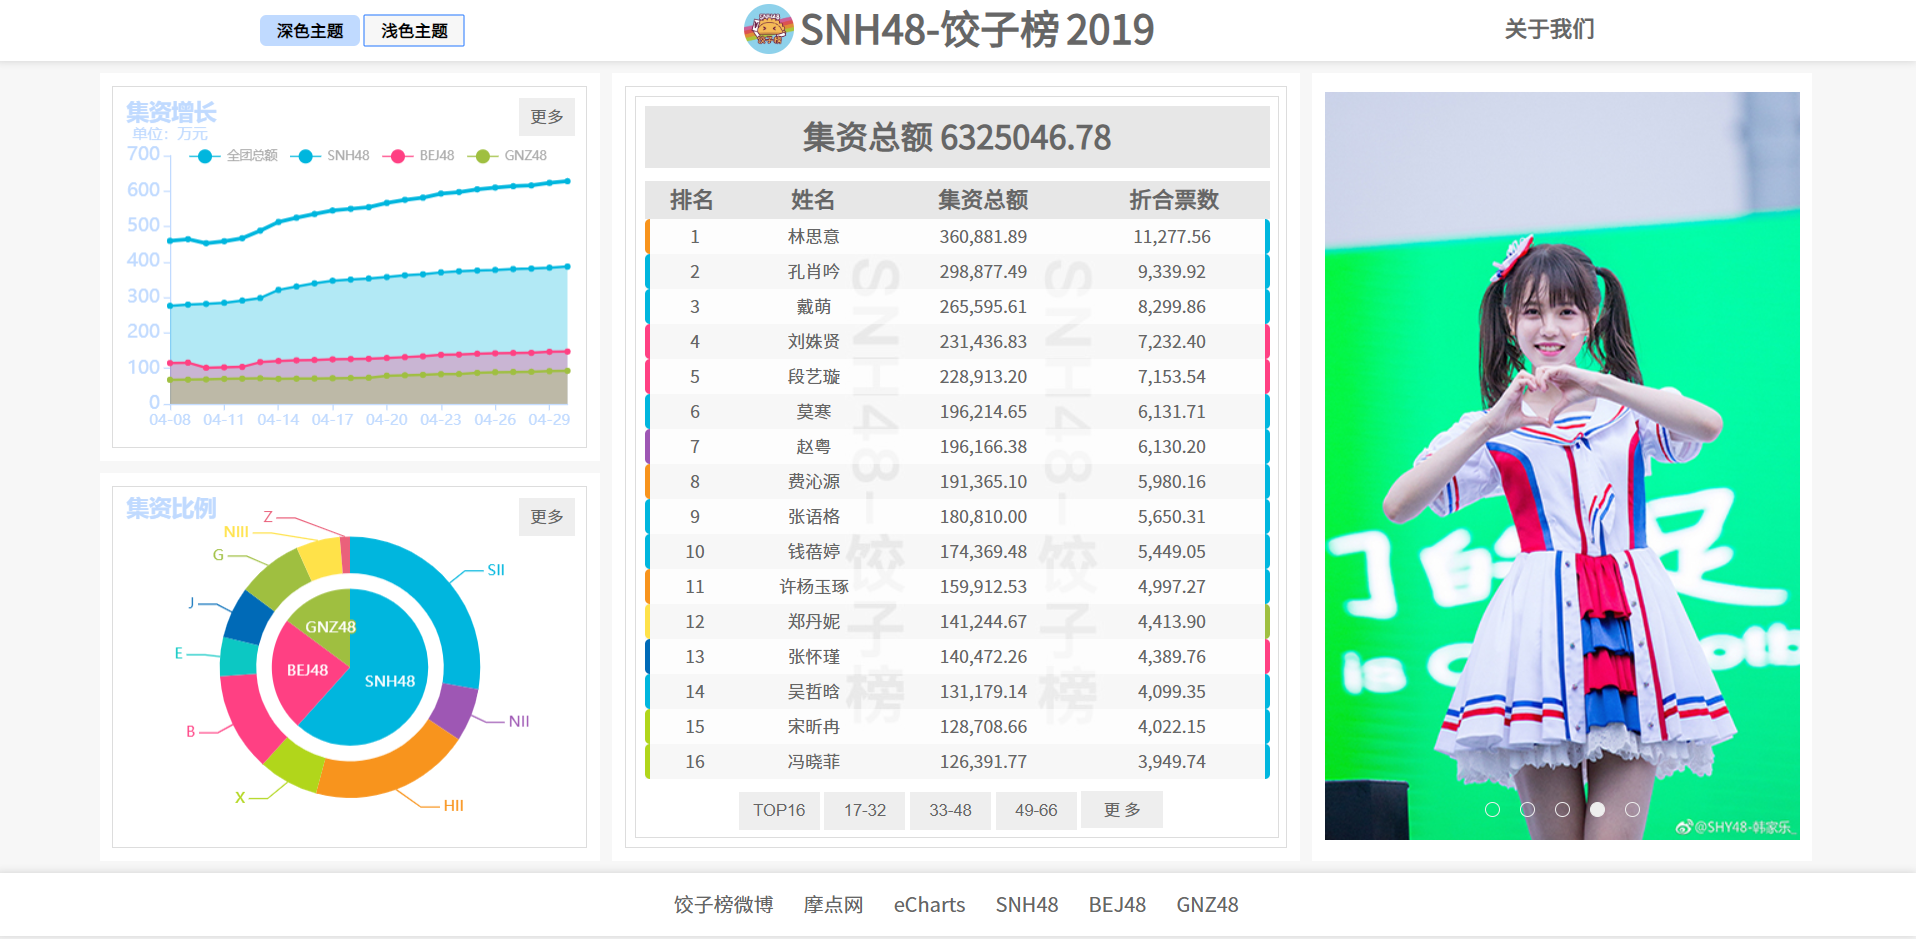 深色主题 浅色主题
SNH48-饺子榜 2019
关于我们
集资增长
单位：万元
更多
全团总额 SNH48 BEJ48 GNZ48
700
600
500
400
300
200
100
0
04-08 04-11 04-14 04-17 04-20 04-23 04-26 04-29
集资比例
更多
Z
NIII
G
J
E
B
X
SII
NII
HII
GNZ48
BEJ48
SNH48
集资总额 6325046.78
排名 姓名 集资总额 折合票数
1 林思意 360,881.89 11,277.56
2 孔肖吟 298,877.49 9,339.92
3 戴萌 265,595.61 8,299.86
4 刘姝贤 231,436.83 7,232.40
5 段艺璇 228,913.20 7,153.54
6 莫寒 196,214.65 6,131.71
7 赵粤 196,166.38 6,130.20
8 费沁源 191,365.10 5,980.16
9 张语格 180,810.00 5,650.31
10 钱蓓婷 174,369.48 5,449.05
11 许杨玉琢 159,912.53 4,997.27
12 郑丹妮 141,244.67 4,413.90
13 张怀瑾 140,472.26 4,389.76
14 吴哲晗 131,179.14 4,099.35
15 宋昕冉 128,708.66 4,022.15
16 冯晓菲 126,391.77 3,949.74
SNH48-饺子榜
SNH48-饺子榜
TOP16 17-32 33-48 49-66 更 多
@SHY48-韩家乐_
饺子榜微博 摩点网 eCharts SNH48 BEJ48 GNZ48